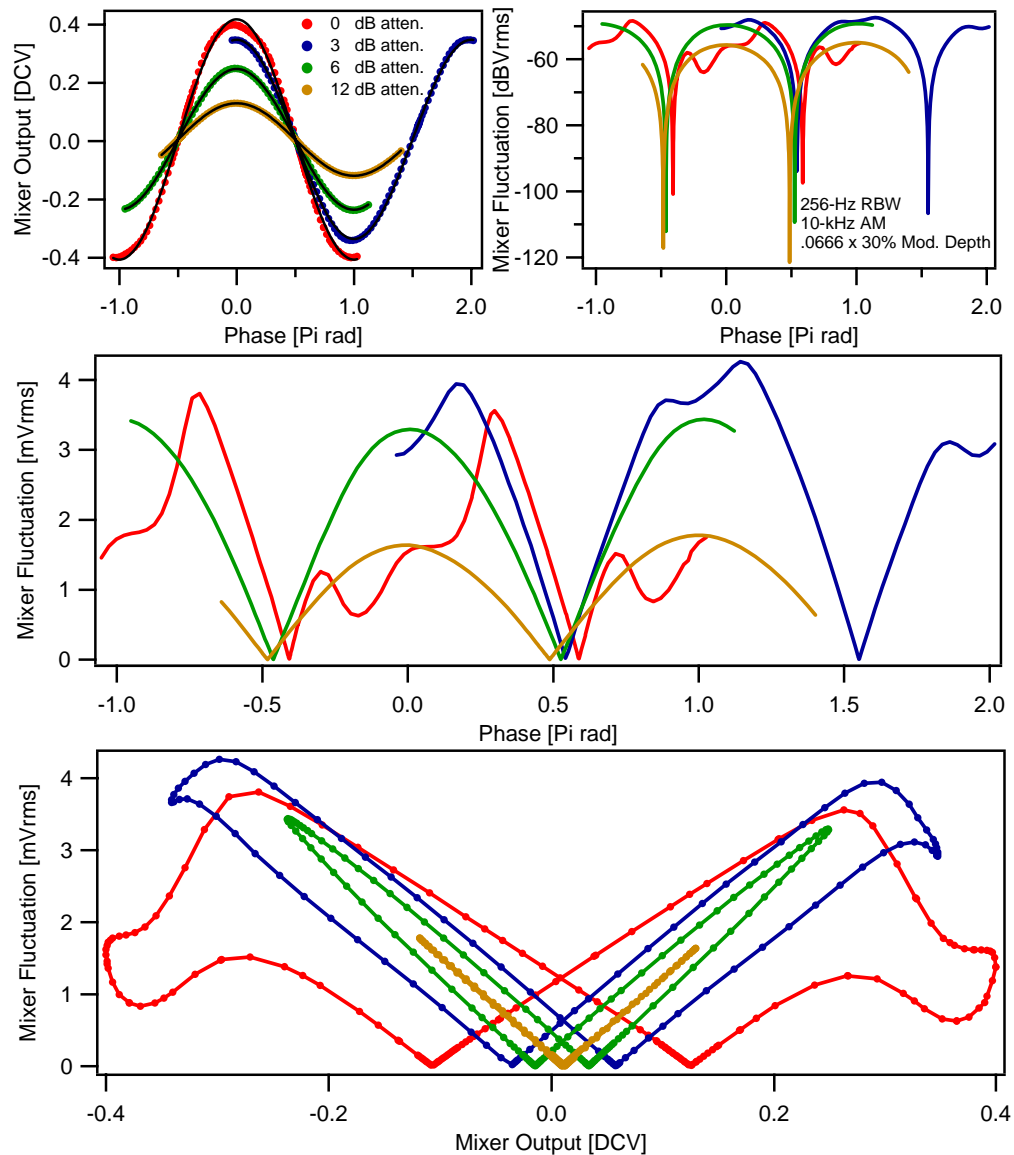 Mixer Output [DCV]
0.4
0.2
0.0
-0.2
-0.4
0 dB atten.
3 dB atten.
6 dB atten.
12 dB atten.
-1.0 0.0 1.0 2.0
Phase [Pi rad]
Mixer Fluctuation [dBV/rms]
-60
-80
-100
-120
256-Hz RBW
10-kHz AM
.0666 x 30% Mod. Depth
-1.0 0.0 1.0 2.0
Phase [Pi rad]
Mixer Fluctuation [mVrms]
4
3
2
1
0
-1.0 -0.5 0.0 0.5 1.0 1.5 2.0
Phase [Pi rad]
Mixer Fluctuation [mVrms]
4
3
2
1
0
-0.4 -0.2 0.0 0.2 0.4
Mixer Output [DCV]